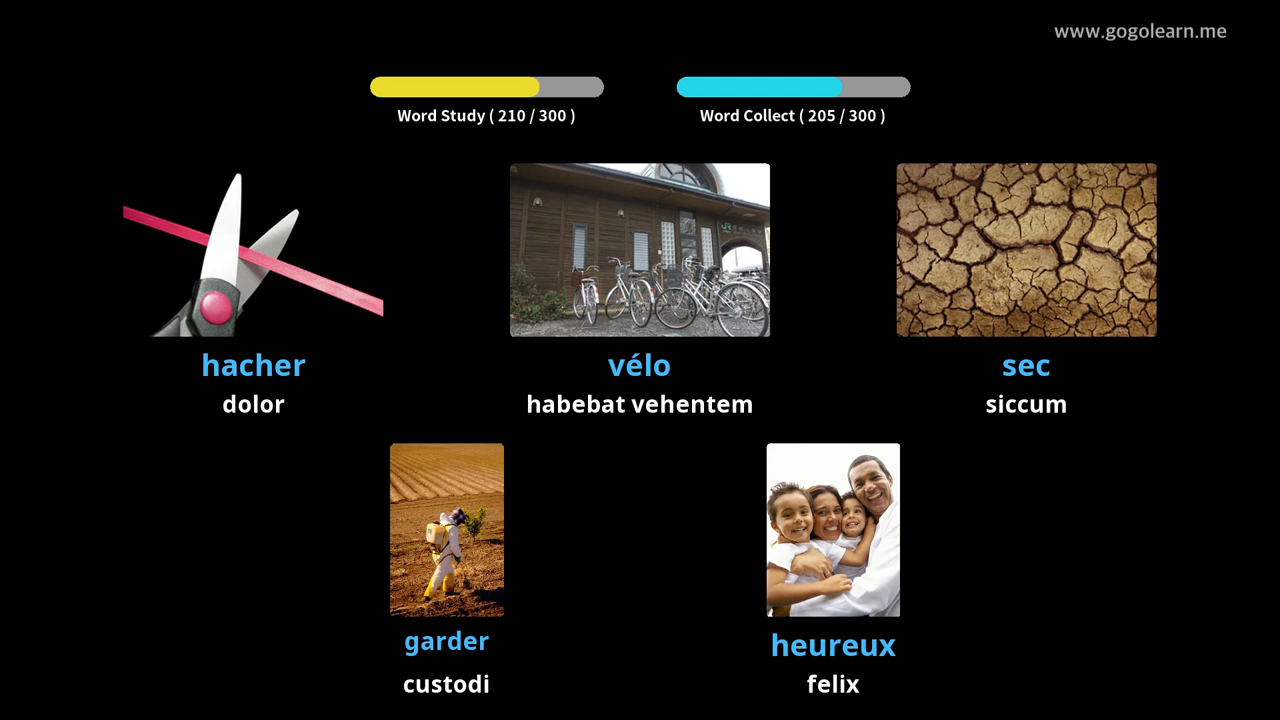 www.gogolearn.me
Word Study ( 210 / 300 )
Word Collect ( 205 / 300 )
hacher
dolor
vélo
habebat vehentem
sec
siccum
garder
custodi
heureux
felix